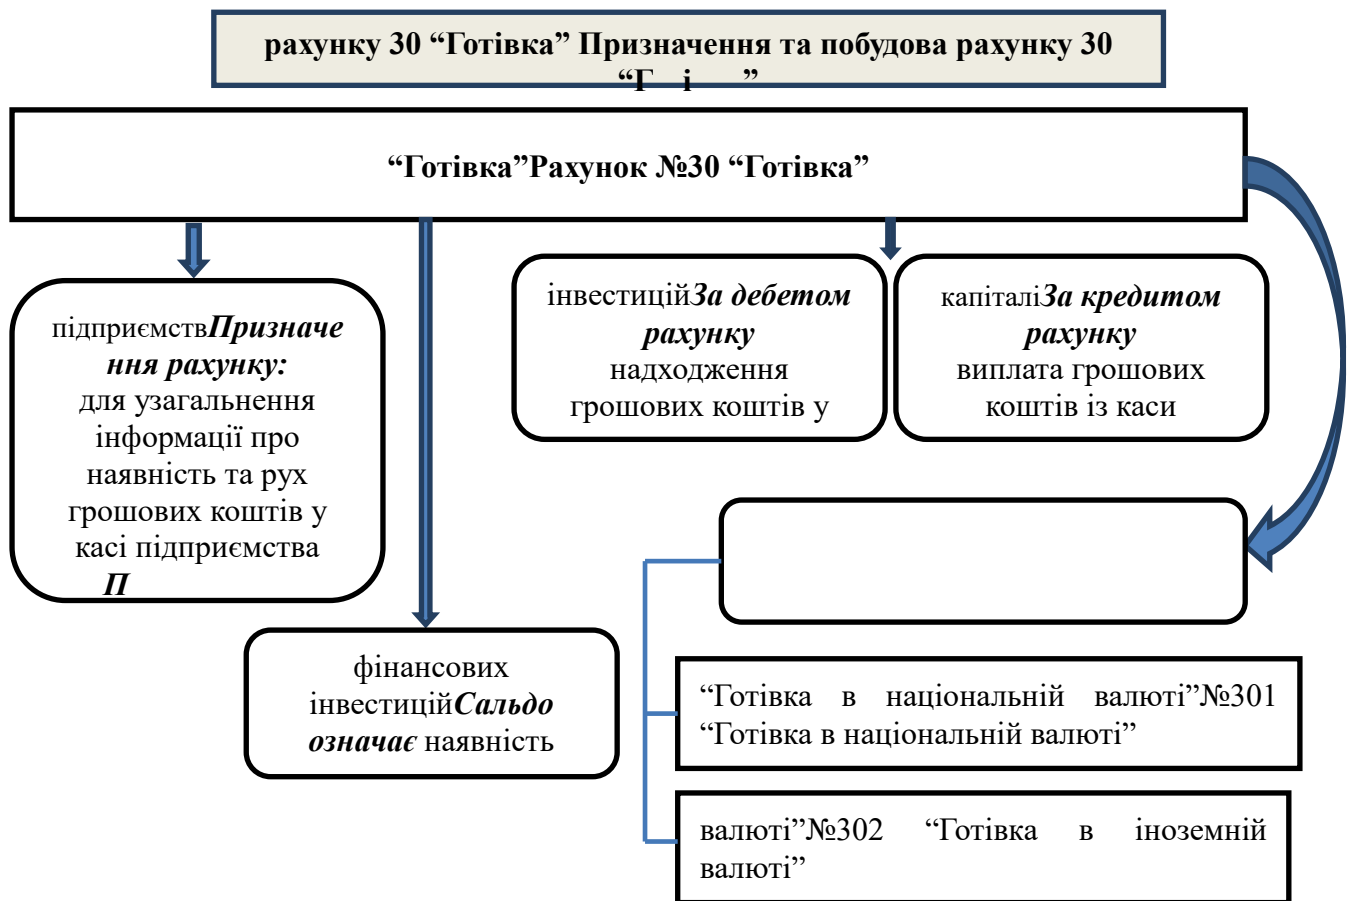 рахунку 30 “Готівка” Призначення та побудова рахунку 30
“Г і ”
“Готівка”Рахунок №30 “Готівка”
підприємствПризначе
ння рахунку:
для узагальнення
інформації про
наявність та рух
грошових коштів у
касі підприємства
П
інвестиційЗа дебетом
рахунку
надходження
грошових коштів у
капіталіЗа кредитом
рахунку
виплата грошових
коштів із каси
фінансових
інвестиційСальдо
означає наявність
“Готівка в національній валюті”№301
“Готівка в національній валюті”
валюті”№302 “Готівка в іноземній
валюті”